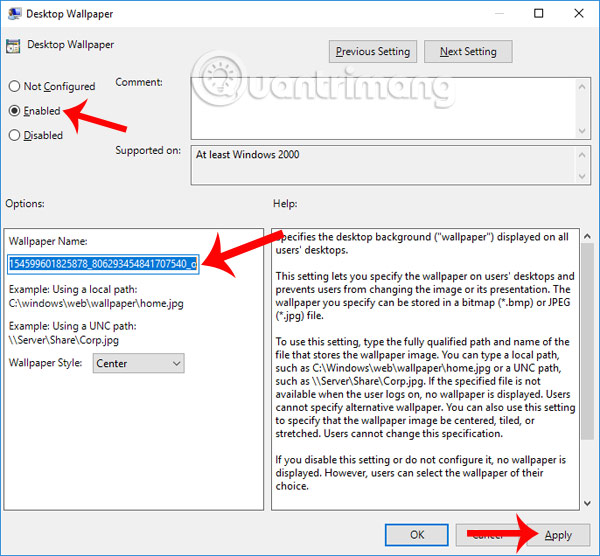 Desktop Wallpaper
Desktop Wallpaper
Previous Setting
Next Setting
Not Configured
Comment:
Quantrimang
Enabled
Disabled
Supported on:
At least Windows 2000
Options:
Help:
Wallpaper Name:
154599601825878_806293454841707540_o
Example: Using a local path:
C:\windows\web\wallpaper\home.jpg
Example: Using a UNC path:
\\Server\Share\Corp.jpg
Wallpaper Style:
Center
Specifies the desktop background ("wallpaper") displayed on all
users' desktops.
This setting lets you specify the wallpaper on users' desktops and
prevents users from changing the image or its presentation. The
wallpaper you specify can be stored in a bitmap (*.bmp) or JPEG
(*.jpg) file.
To use this setting, type the fully qualified path and name of the
file that stores the wallpaper image. You can type a local path,
such as C:\Windows\web\wallpaper\home.jpg or a UNC path,
such as \\Server\Share\Corp.jpg. If the specified file is not
available when the user logs on, no wallpaper is displayed. Users
cannot specify alternative wallpaper. You can also use this setting
to specify that the wallpaper image be centered, tiled, or
stretched. Users cannot change this specification.
If you disable this setting or do not configure it, no wallpaper is
displayed. However, users can select the wallpaper of their
choice.
OK
Cancel
Apply